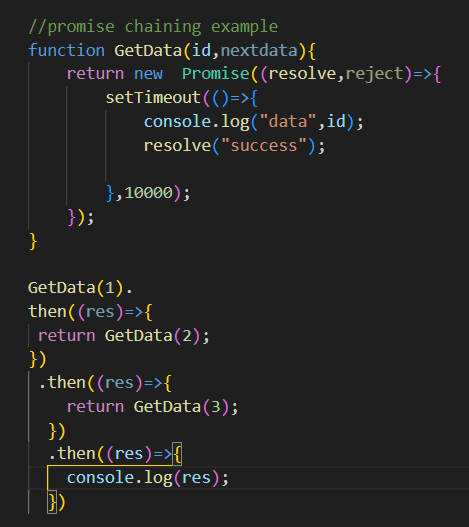 //promise chaining example
function GetData(id,nextdata){
    return new  Promise((resolve,reject)=>{
        setTimeout(()=>{
            console.log("data",id);
            resolve("success");

        },10000);
    });
}

GetData(1).
then((res)=>{
 return GetData(2);
})
 .then((res)=>{
    return GetData(3);
  })
  .then((res)=>{
    console.log(res);
  })